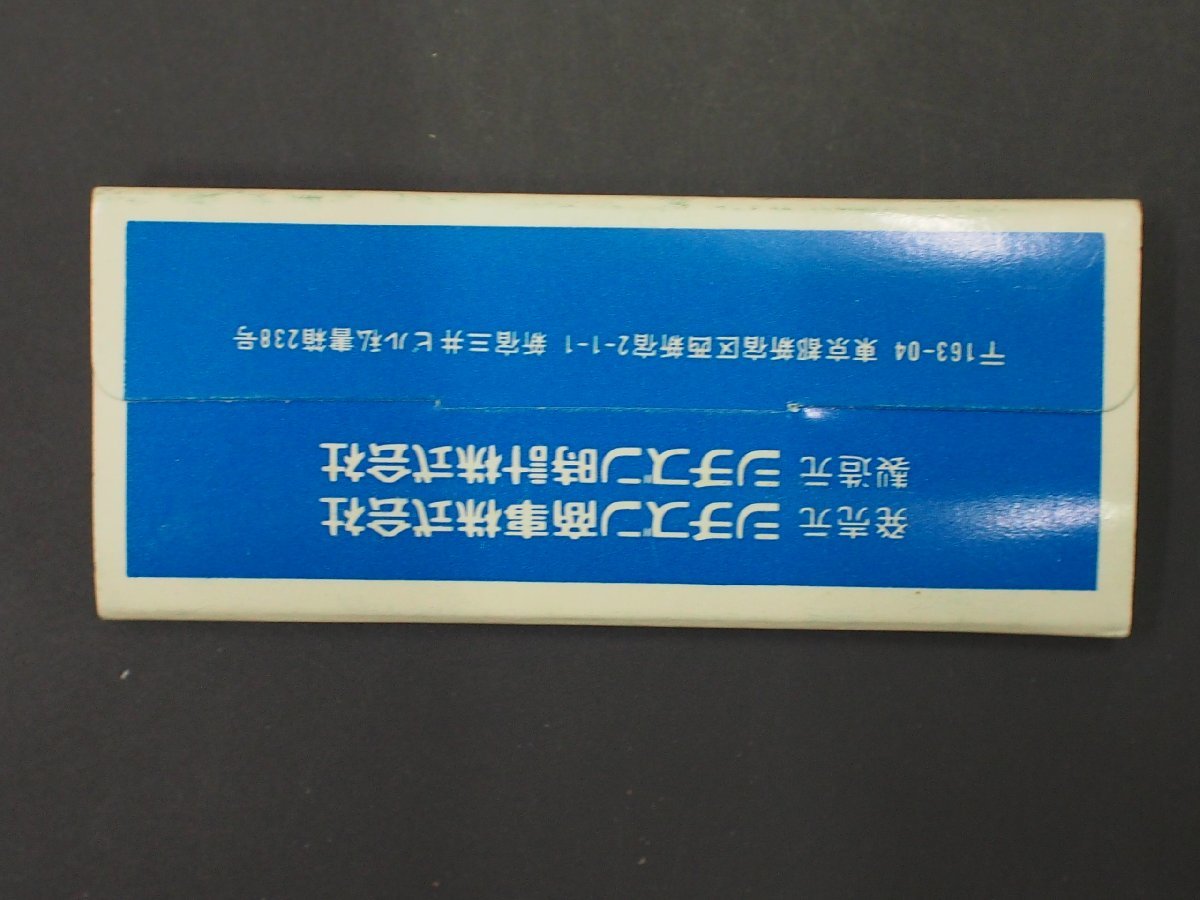 発売元 シチズン商事株式会社
製造元 シチズン時計株式会社
〒163-04 東京都新宿区西新宿2-1-1 新宿三井ビル私書箱238号